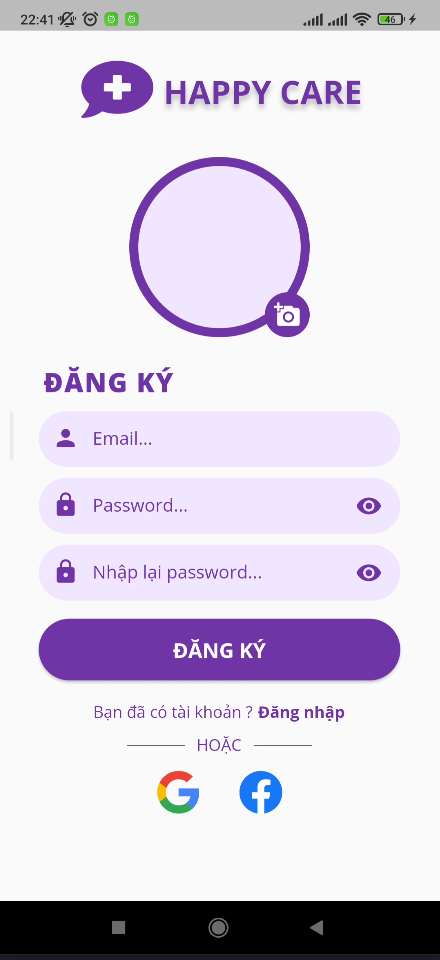 22:41
46
HAPPY CARE
ĐĂNG KÝ
Email...
Password...
Nhập lại password...
ĐĂNG KÝ
Bạn đã có tài khoản ? Đăng nhập
HOẶC